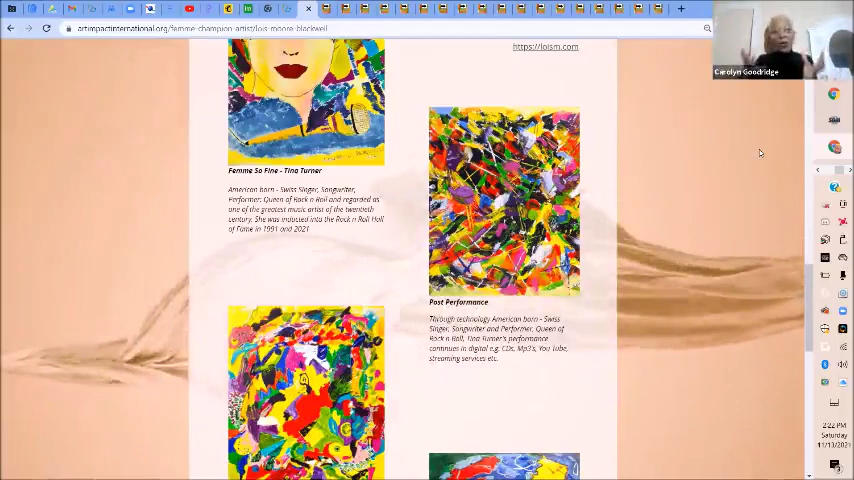 artimpactinternational.org/femme-champion-artist/lois-moore-blackwell
https://loism.com
Carolyn Goodridge
Femme So Fine - Tina Turner
American born - Swiss Singer, Songwriter,
Performer; Queen of Rock n Roll and regarded as
one of the greatest music artist of the twentieth
century. She was inducted into the Rock n Roll Hall
of Fame in 1991 and 2021
Post Performance
Through technology American born - Swiss
Singer, Songwriter and Performer, Queen of
Rock n Roll, Tina Turner's performance
continues in digital e.g. CDs, Mp3's, You Tube,
streaming services etc.
2:22 PM
Saturday
11/13/2021